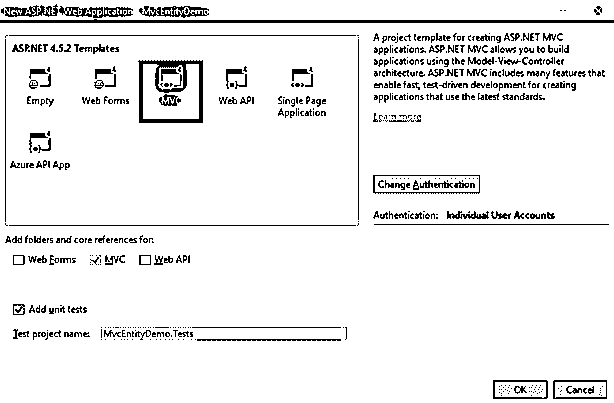 New ASP.NET Web Application - MvcEntityDemo
ASP.NET 4.5.2 Templates
Empty
Web Forms
MVC
Web API
Single Page
Application
Azure API App
A project template for creating ASP.NET MVC
applications. ASP.NET MVC allows you to build
applications using the Model-View-Controller
architecture. ASP.NET MVC includes many features that
enable fast, test-driven development for creating
applications that use the latest standards.
Learn more
Change Authentication
Authentication: Individual User Accounts
Add folders and core references for:
Web Forms MVC Web API
Add unit tests
Test project name: MvcEntityDemo.Tests
OK Cancel